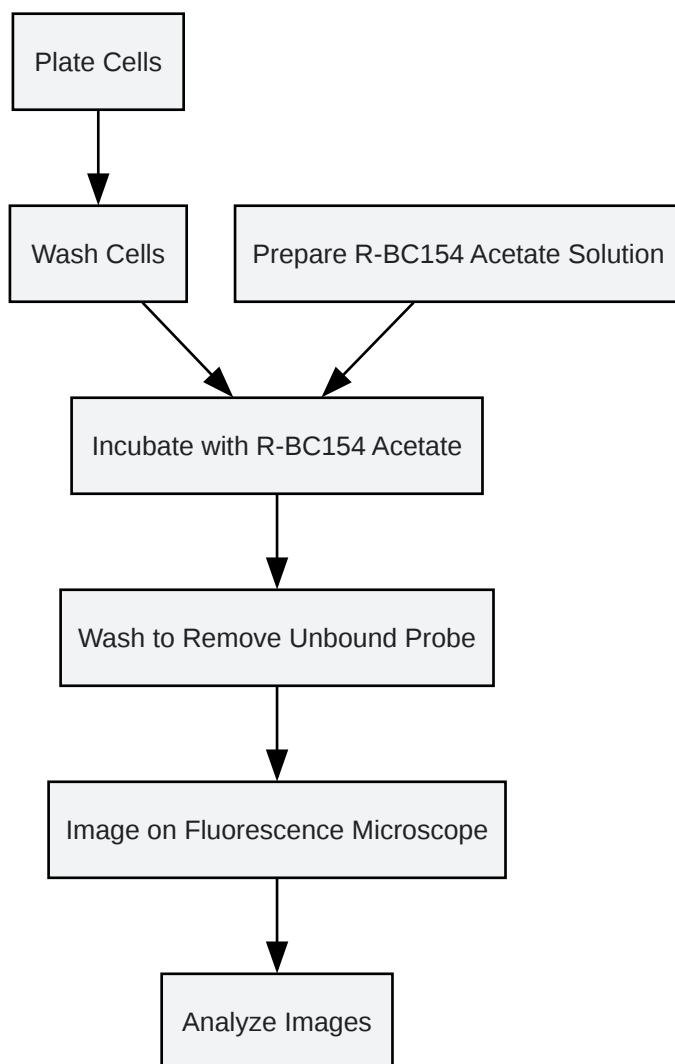 Plate Cells
Wash Cells
Prepare R-BC154 Acetate Solution
Incubate with R-BC154 Acetate
Wash to Remove Unbound Probe
Image on Fluorescence Microscope
Analyze Images